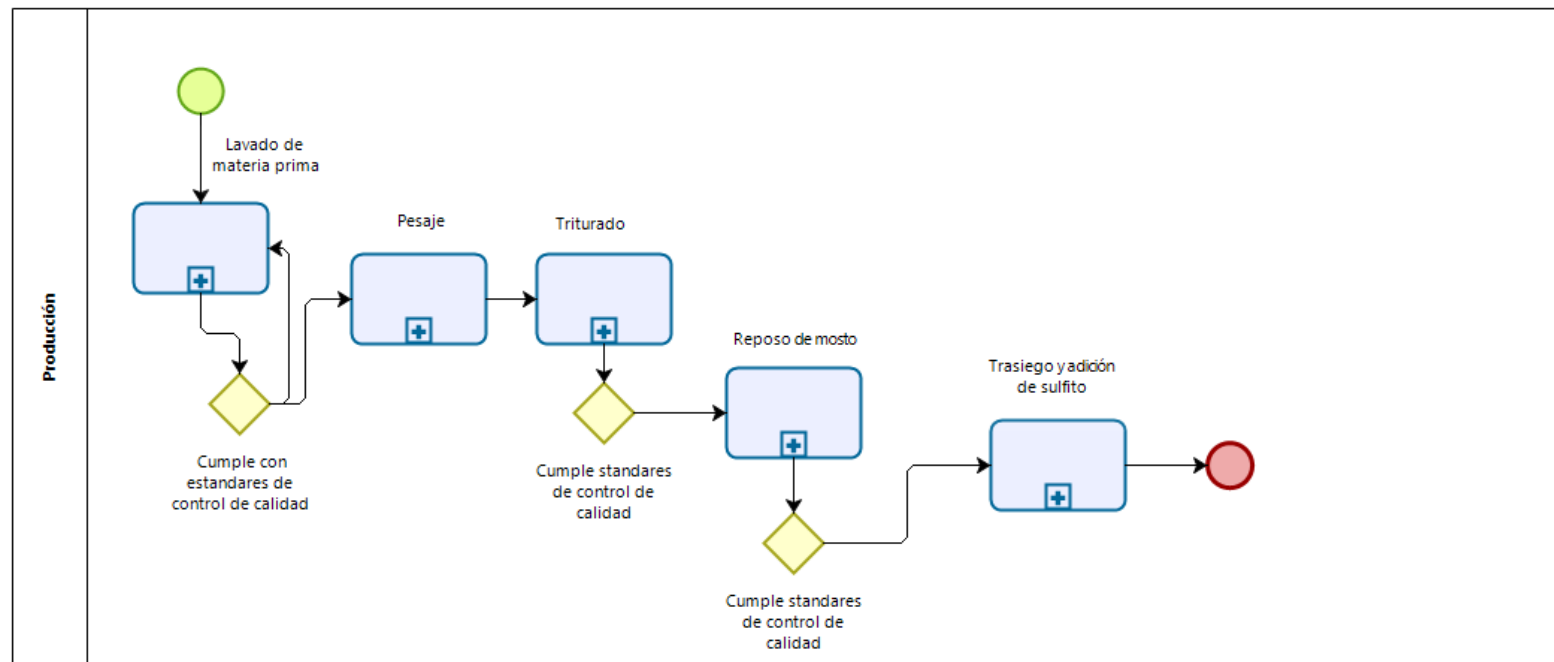 Producción
Lavado de
materia prima
Pesaje
Triturado
Reposo de mosto
Trasiego y adición
de sulfito
Cumple con
estandares de
control de calidad
Cumple standares
de control de
calidad
Cumple standares
de control de
calidad